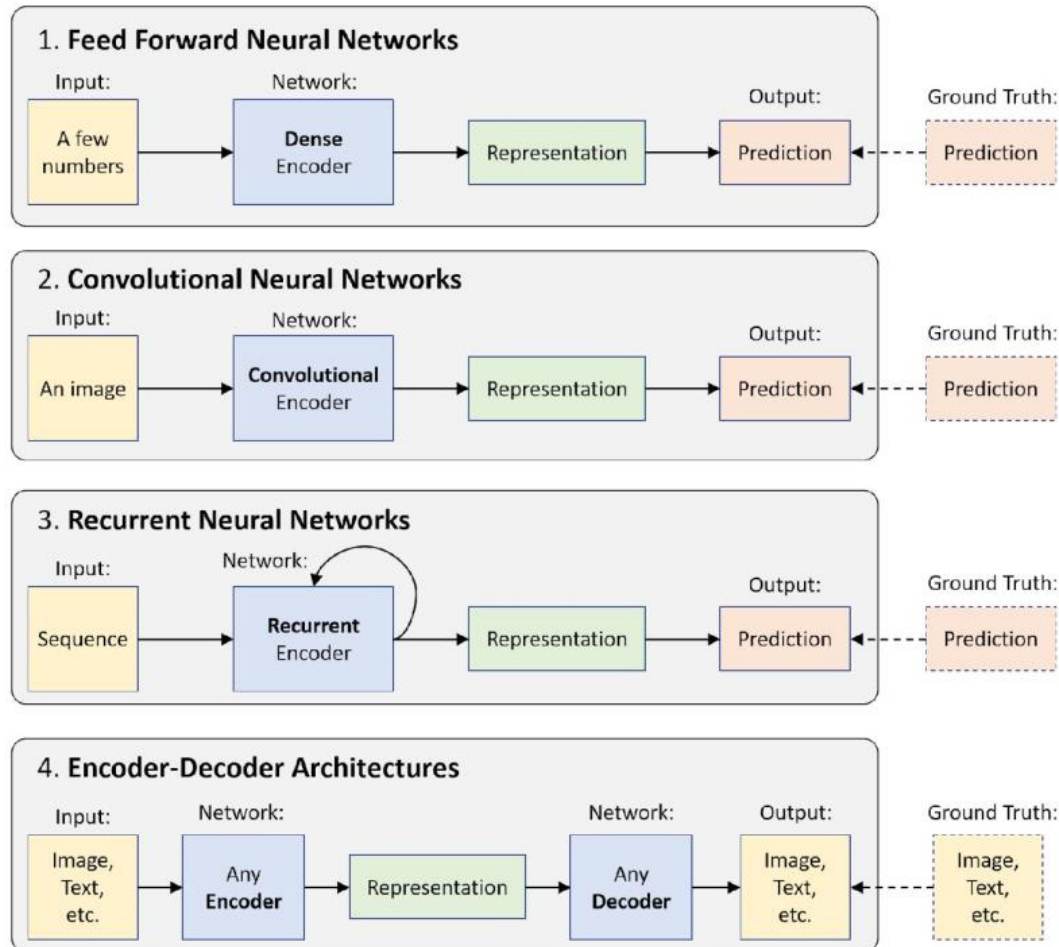 1. Feed Forward Neural Networks
Input:
Network:
Output:
Ground Truth:
A few
numbers
Dense
Encoder
Representation
Prediction
Prediction
2. Convolutional Neural Networks
Input:
Network:
Output:
Ground Truth:
An image
Convolutional
Encoder
Representation
Prediction
Prediction
3. Recurrent Neural Networks
Input:
Network:
Output:
Ground Truth:
Sequence
Recurrent
Encoder
Representation
Prediction
Prediction
4. Encoder-Decoder Architectures
Input:
Network:
Network:
Output:
Ground Truth:
Image,
Text,
etc.
Any
Encoder
Representation
Any
Decoder
Image,
Text,
etc.
Image,
Text,
etc.